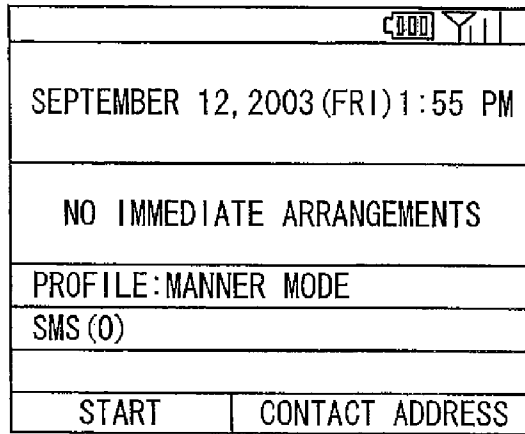 SEPTEMBER 12,2003(FRI)1:55 PM
NO IMMEDIATE ARRANGEMENTS
PROFILE:MANNER MODE
SMS(0)
START
CONTACT ADDRESS